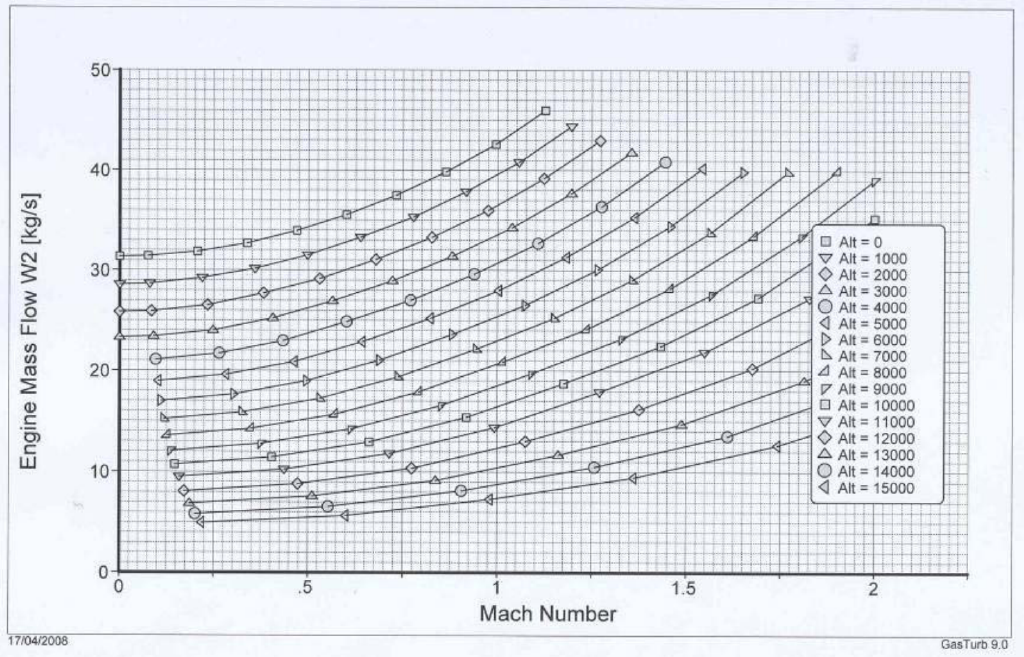 50
40
30
20
10
0
Engine Mass Flow W2 [kg/s]
0 .5 1 1.5 2
Mach Number
Alt = 0
Alt = 1000
Alt = 2000
Alt = 3000
Alt = 4000
Alt = 5000
Alt = 6000
Alt = 7000
Alt = 8000
Alt = 9000
Alt = 10000
Alt = 11000
Alt = 12000
Alt = 13000
Alt = 14000
Alt = 15000
17/04/2008
GasTurb 9.0